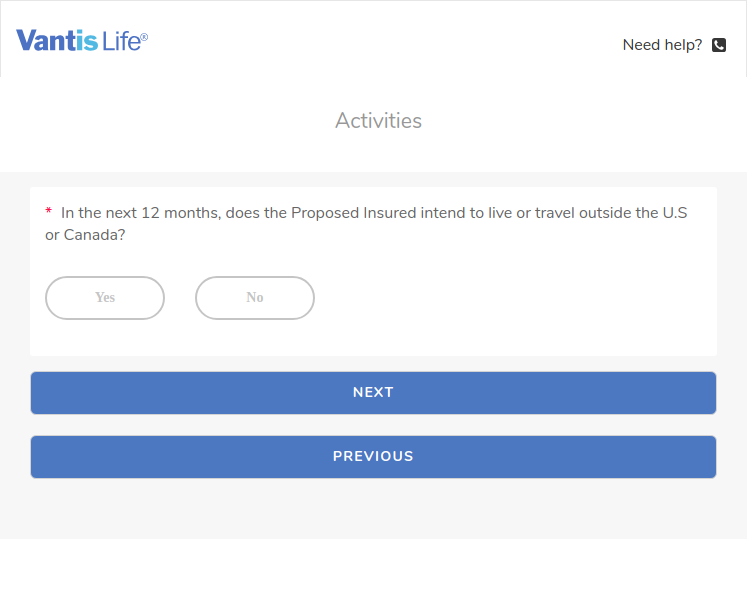 Vantis Life®
Need help?
Activities
* In the next 12 months, does the Proposed Insured intend to live or travel outside the U.S
or Canada?
Yes No
NEXT
PREVIOUS